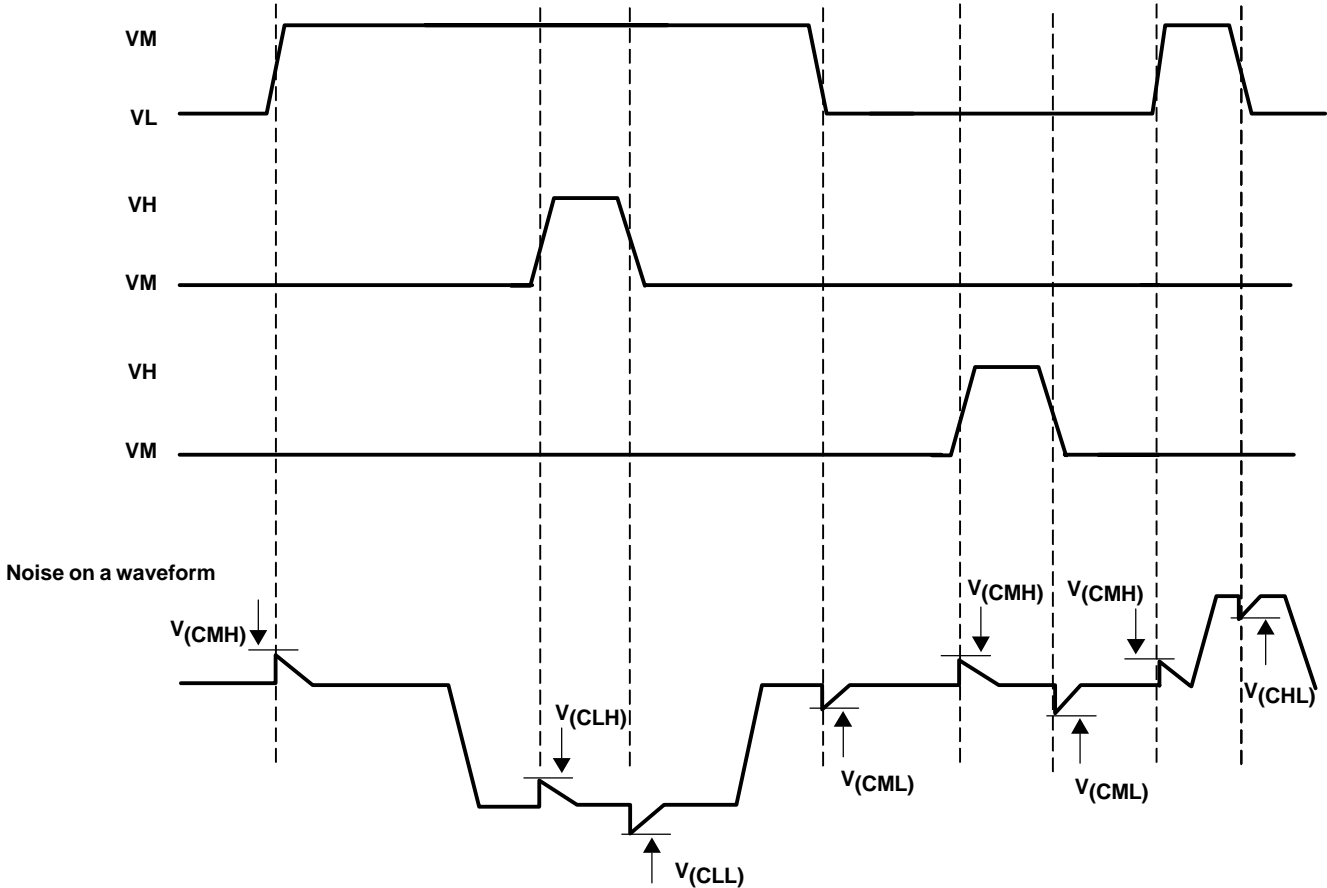 VM
VL
VH
VM
VH
VM
Noise on a waveform
V(CMH)
V(CMH)
V(CMH)
V(CLH)
V(CHL)
V(CML)
V(CML)
V(CLL)